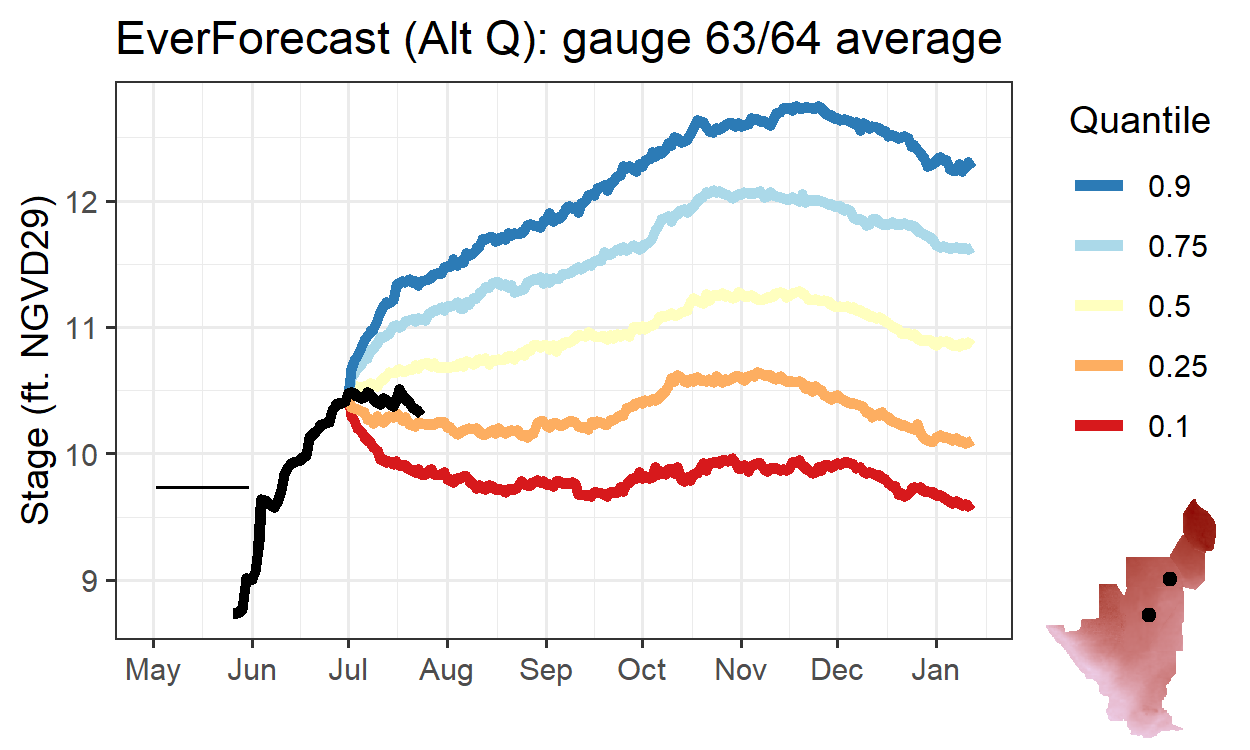 EverForecast (Alt Q): gauge 63/64 average
Stage (ft. NGVD29)
12
11
10
9
May Jun Jul Aug Sep Oct Nov Dec Jan
Quantile
0.9
0.75
0.5
0.25
0.1